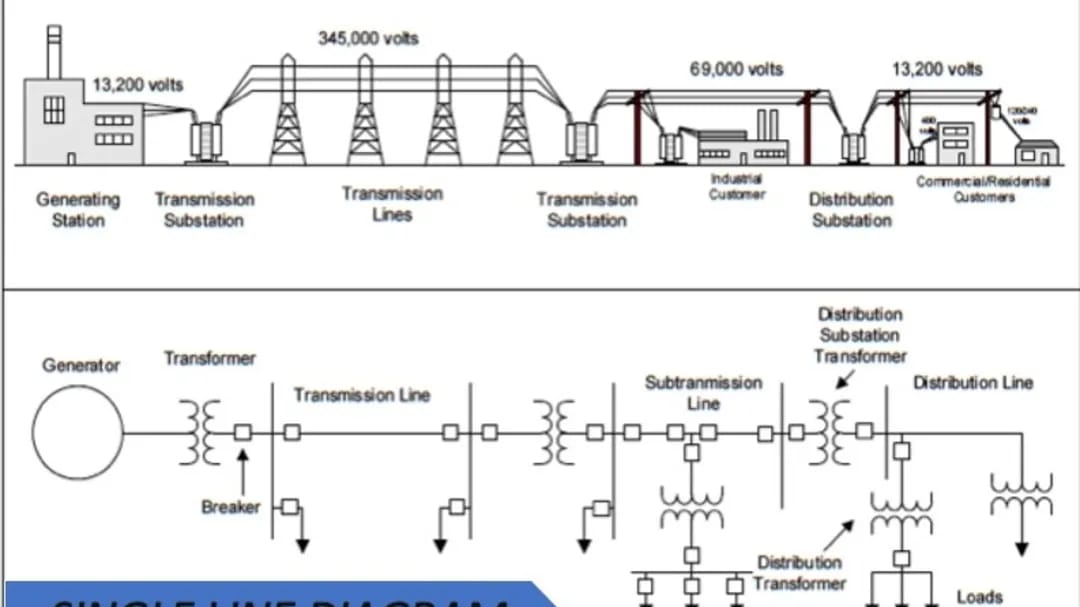 345,000 volts
13,200 volts
69,000 volts
13,200 volts
120/240
volts
480
volts
Generating
Station
Transmission
Substation
Transmission
Lines
Transmission
Substation
Industrial
Customer
Distribution
Substation
Commercial/Residential
Customers
Generator
Transformer
Breaker
Transmission Line
Subtranmission
Line
Distribution
Substation
Transformer
Distribution Line
Distribution
Transformer
Loads
SINGLE LINE DIAGRAM